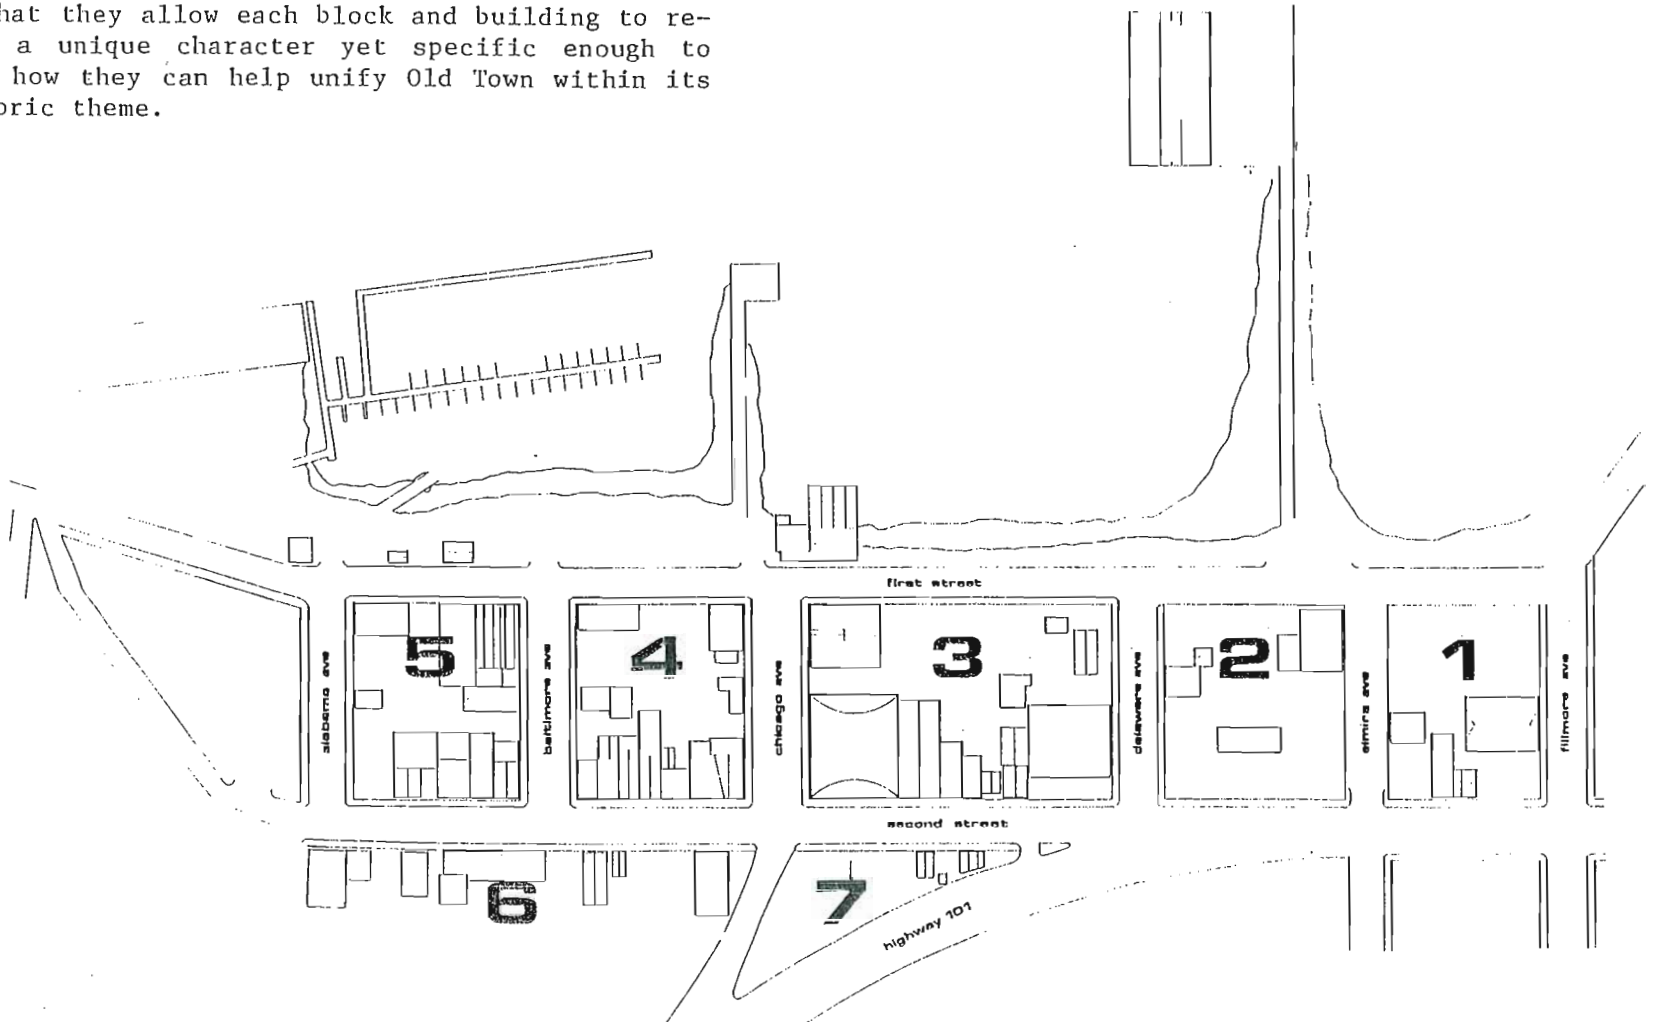 hat they allow each block and building to re-
a unique character yet specific enough to
how they can help unify Old Town within its
oric theme.
first street
5
4
3
2
1
alabama ave
baltimore ave
chicago ave
delaware ave
elmira ave
fillmore ave
second street
6
7
highway 101